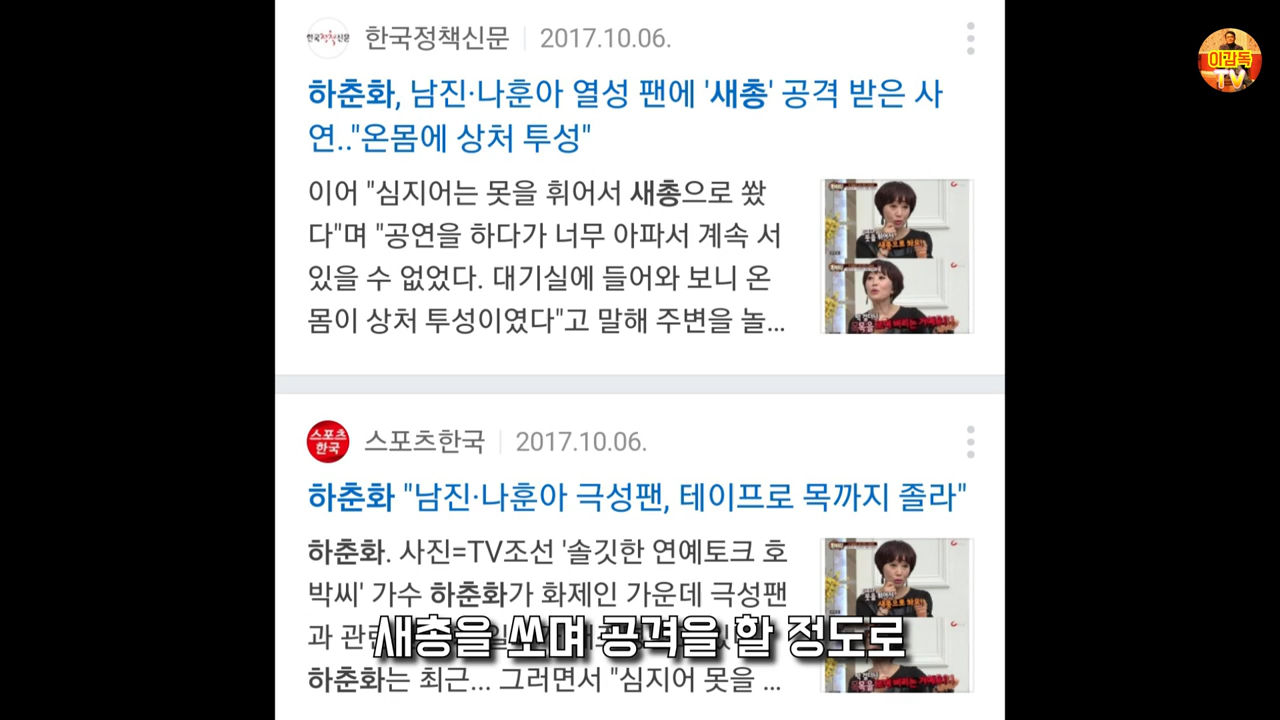 한국정책신문 2017.10.06.
이감독
TV
하춘화, 남진·나훈아 열성 팬에 '새총' 공격 받은 사
연.."온몸에 상처 투성"
이어 "심지어는 못을 휘어서 새총으로 쐈
다"며 "공연을 하다가 너무 아파서 계속 서
있을 수 없었다. 대기실에 들어와 보니 온
몸이 상처 투성이였다"고 말해 주변을 놀...
스포츠
한국
스포츠한국 2017.10.06.
하춘화 "남진·나훈아 극성팬, 테이프로 목까지 졸라"
하춘화. 사진=TV조선 '솔깃한 연예토크 호
박씨' 가수 하춘화가 화제인 가운데 극성팬
과 관
새총을 쏘며 공격을 할 정도로
하춘화는 최근... 그러면서 "심지어 못을 ...